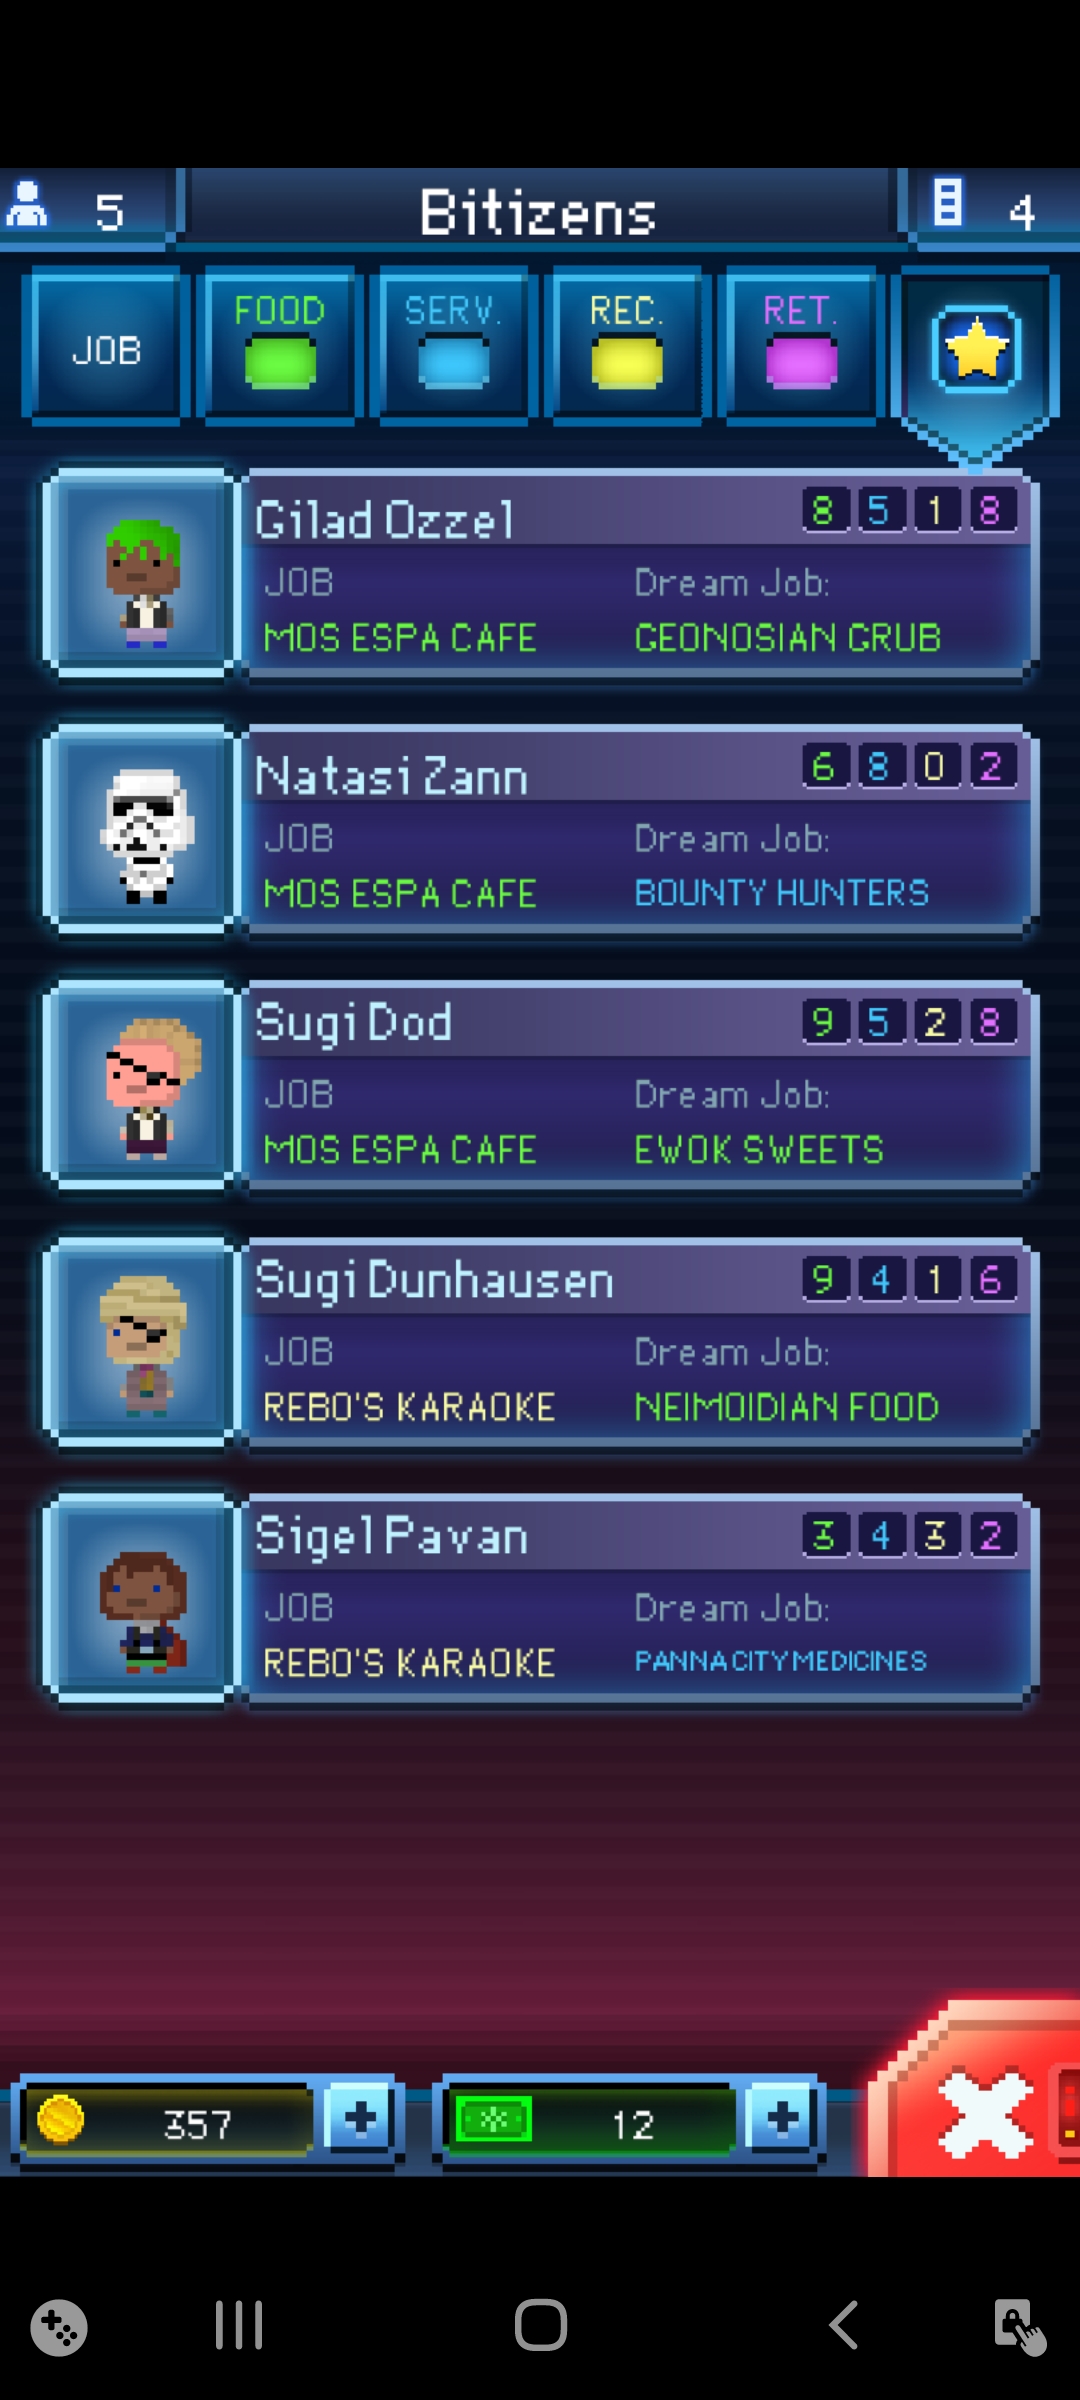 5 Bitizens 4
JOB FOOD SERV. REC. RET.
Gilad Ozzel 8 5 1 8
JOB Dream Job:
MOS ESPA CAFE GEONOSIAN GRUB
Natasi Zann 6 8 0 2
JOB Dream Job:
MOS ESPA CAFE BOUNTY HUNTERS
Sugi Dod 9 5 2 8
JOB Dream Job:
MOS ESPA CAFE EWOK SWEETS
Sugi Dunhausen 9 4 1 6
JOB Dream Job:
REBO'S KARAOKE NEIMOIDIAN FOOD
Sigel Pavan 3 4 3 2
JOB Dream Job:
REBO'S KARAOKE PANNA CITY MEDICINES
357 + 12 +